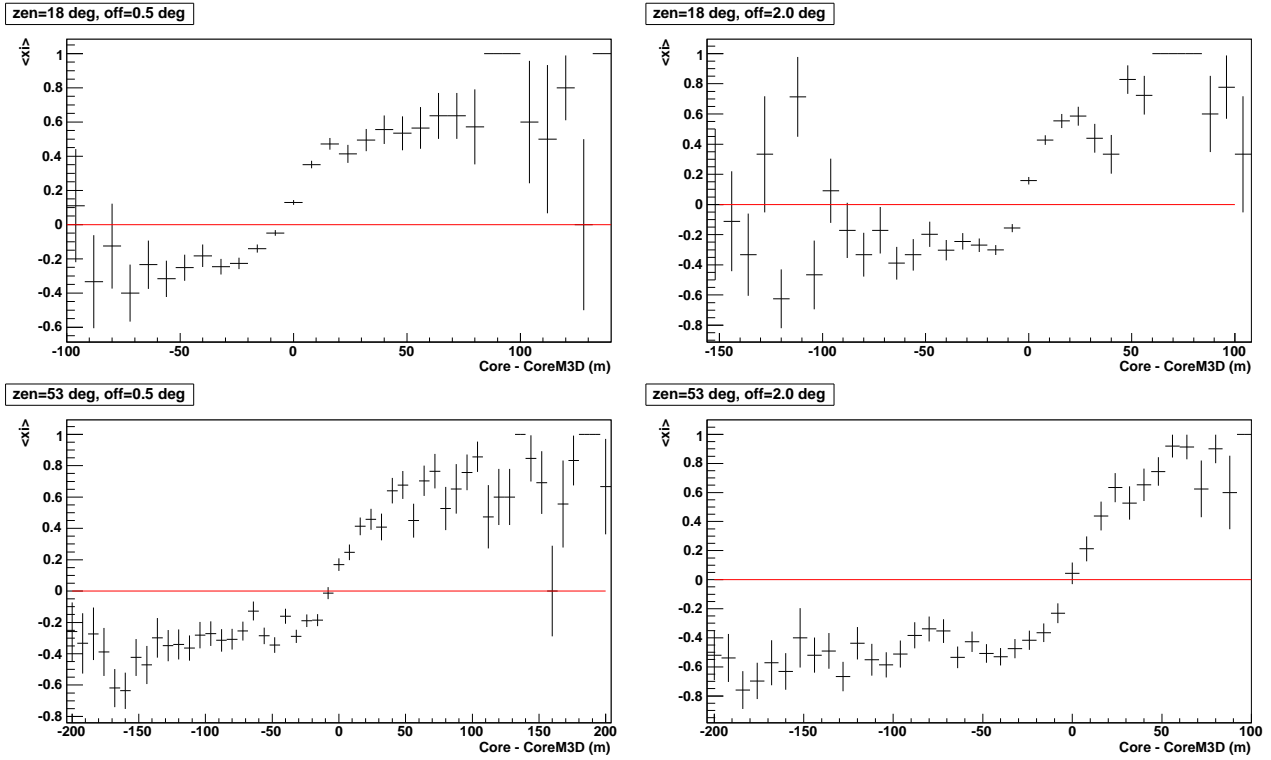 zen=18 deg, off=0.5 deg
<xi>
1
0.8
0.6
0.4
0.2
0
-0.2
-0.4
-0.6
-100 -50 0 50 100
Core - CoreM3D (m)
zen=18 deg, off=2.0 deg
<xi>
1
0.8
0.6
0.4
0.2
0
-0.2
-0.4
-0.6
-0.8
-150 -100 -50 0 50 100
Core - CoreM3D (m)
zen=53 deg, off=0.5 deg
<xi>
1
0.8
0.6
0.4
0.2
0
-0.2
-0.4
-0.6
-0.8
-200 -150 -100 -50 0 50 100 150 200
Core - CoreM3D (m)
zen=53 deg, off=2.0 deg
<xi>
1
0.8
0.6
0.4
0.2
0
-0.2
-0.4
-0.6
-0.8
-200 -150 -100 -50 0 50 100
Core - CoreM3D (m)